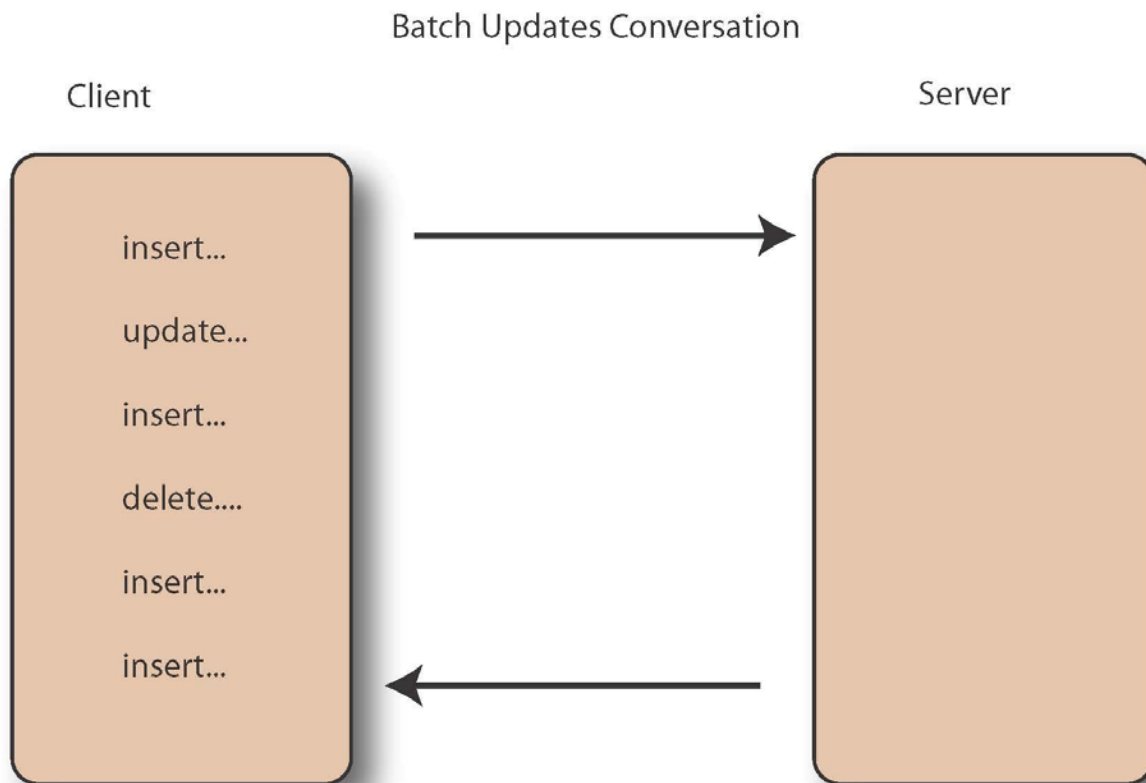 Batch Updates Conversation
Client
Server
insert...
update...
insert...
delete....
insert...
insert...